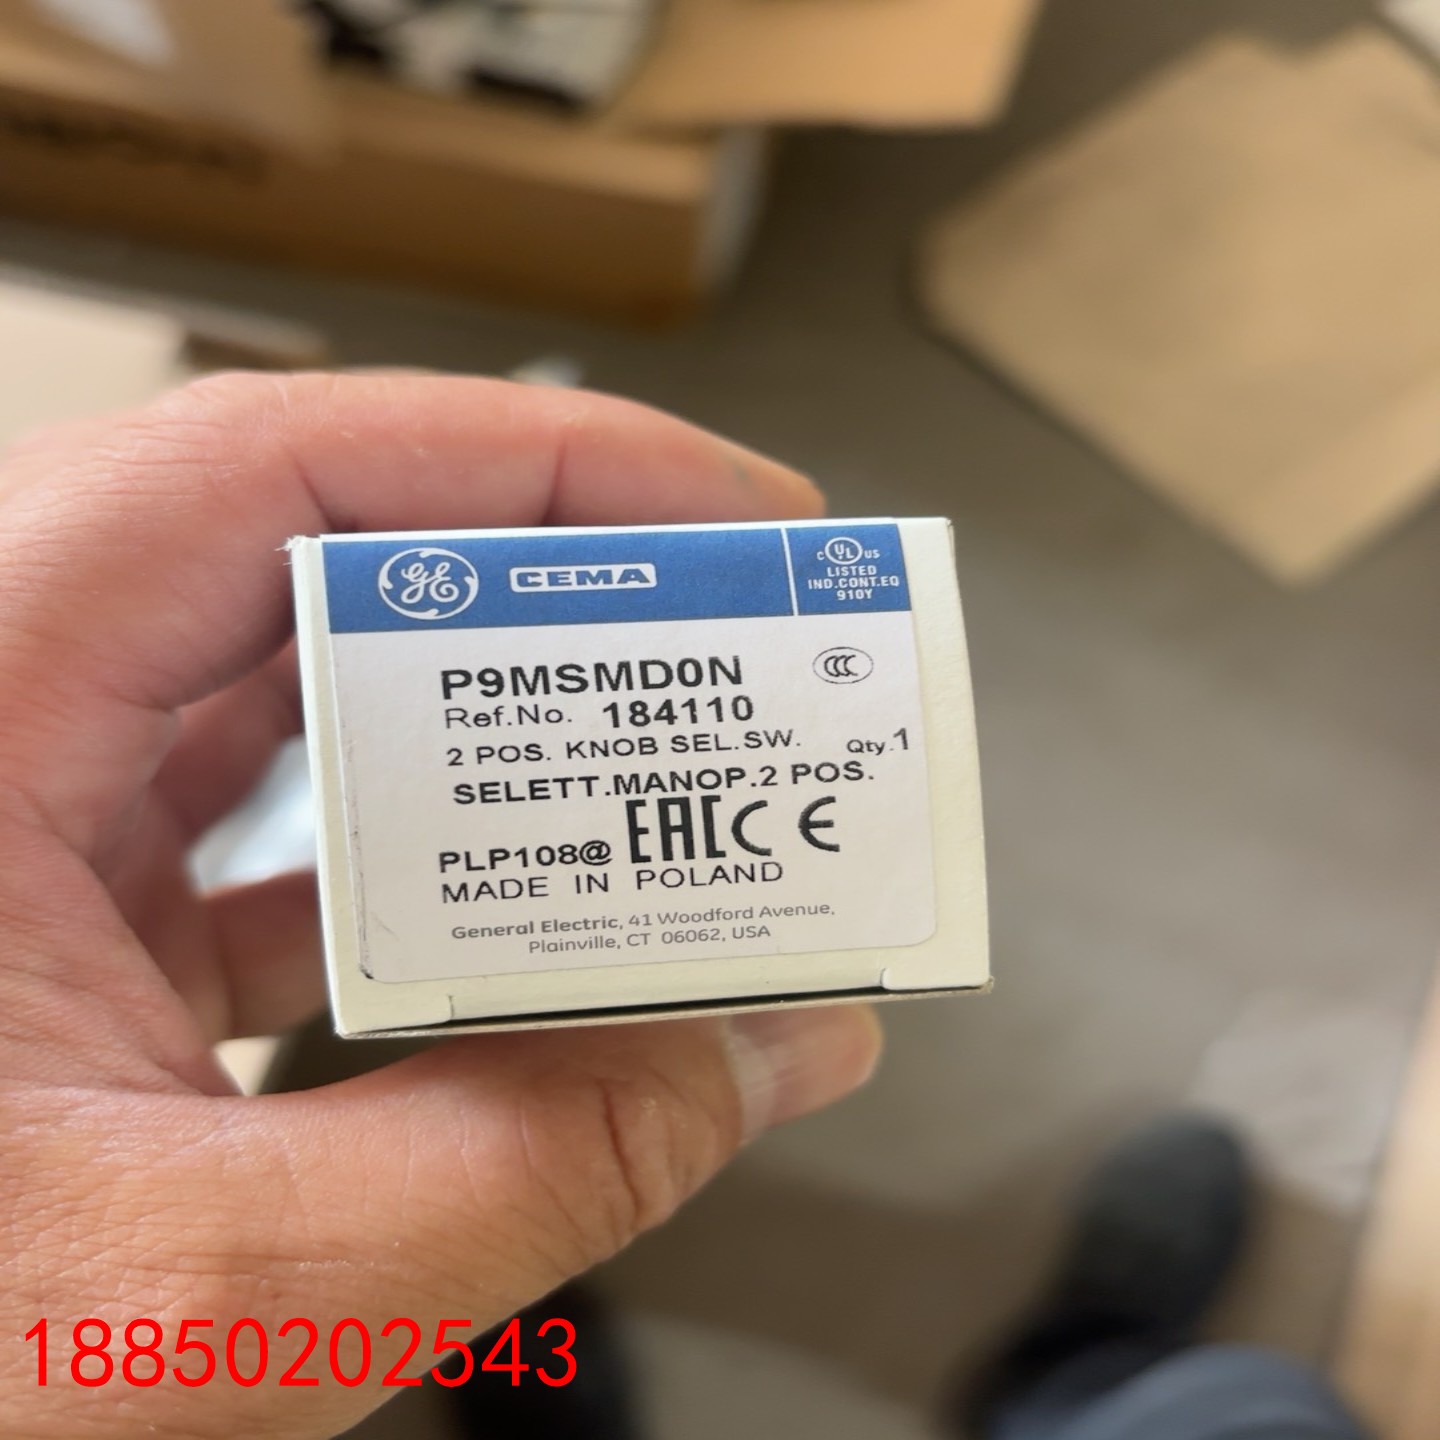 GE
CEMA
C UL US
LISTED
IND.CONT.EQ
910Y
P9MSMD0N
CCC
Ref.No. 184110
2 POS. KNOB SEL.SW. Qty.1
SELETT.MANOP.2 POS.
PLP108@ EAC CE
MADE IN POLAND
General Electric, 41 Woodford Avenue,
Plainville, CT 06062, USA
18850202543